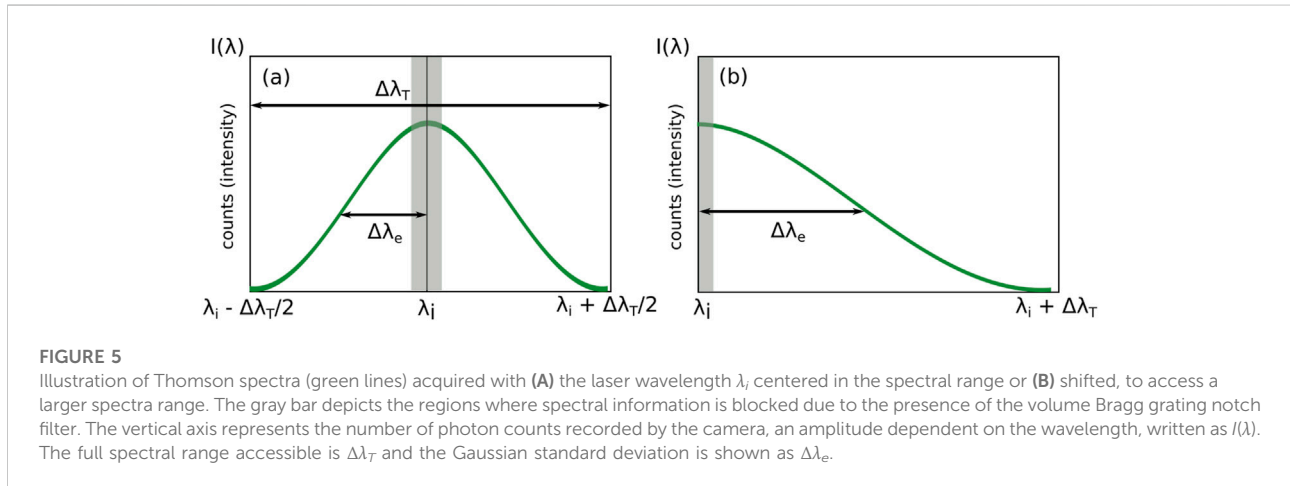 I(λ)
(a)
ΔλT
counts (intensity)
Δλe
λi - ΔλT/2
λi
λi + ΔλT/2
I(λ)
(b)
counts (intensity)
Δλe
λi
λi + ΔλT
FIGURE 5
Illustration of Thomson spectra (green lines) acquired with (A) the laser wavelength λi centered in the spectral range or (B) shifted, to access a
larger spectra range. The gray bar depicts the regions where spectral information is blocked due to the presence of the volume Bragg grating notch
filter. The vertical axis represents the number of photon counts recorded by the camera, an amplitude dependent on the wavelength, written as I(λ).
The full spectral range accessible is ΔλT and the Gaussian standard deviation is shown as Δλe.